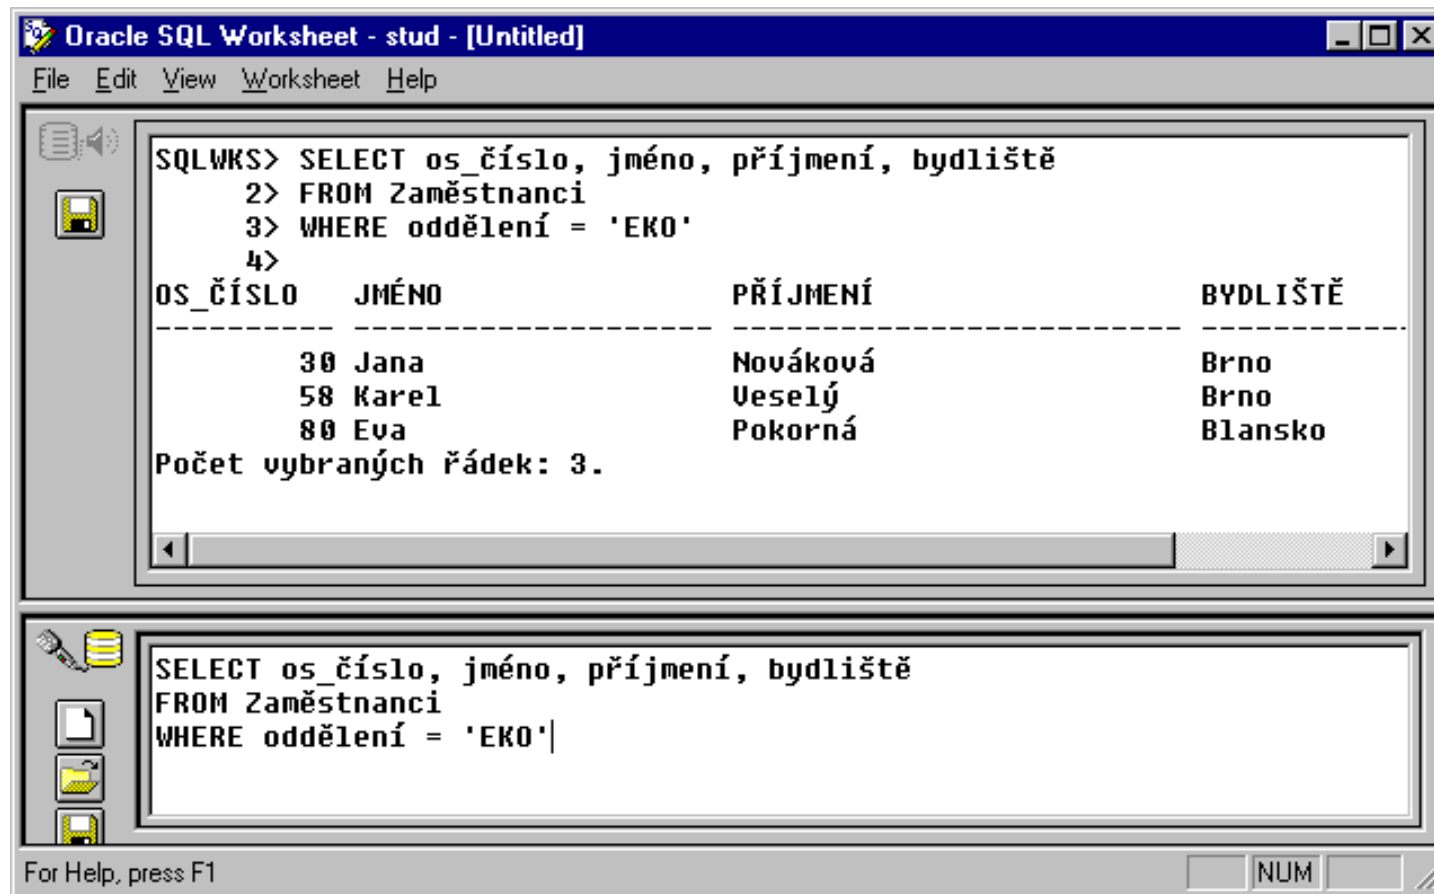 Oracle SQL Worksheet - stud - [Untitled]
File Edit View Worksheet Help
SQLWKS> SELECT os_číslo, jméno, příjmení, bydliště
2> FROM Zaměstnanci
3> WHERE oddělení = 'EKO'
4>
OS_ČÍSLO JMÉNO PŘÍJMENÍ BYDLIŠTĚ
---------- -------------------- ------------------------- ------------
30 Jana Nováková Brno
58 Karel Veselý Brno
80 Eva Pokorná Blansko
Počet vybraných řádek: 3.
SELECT os_číslo, jméno, příjmení, bydliště
FROM Zaměstnanci
WHERE oddělení = 'EKO'
For Help, press F1 NUM